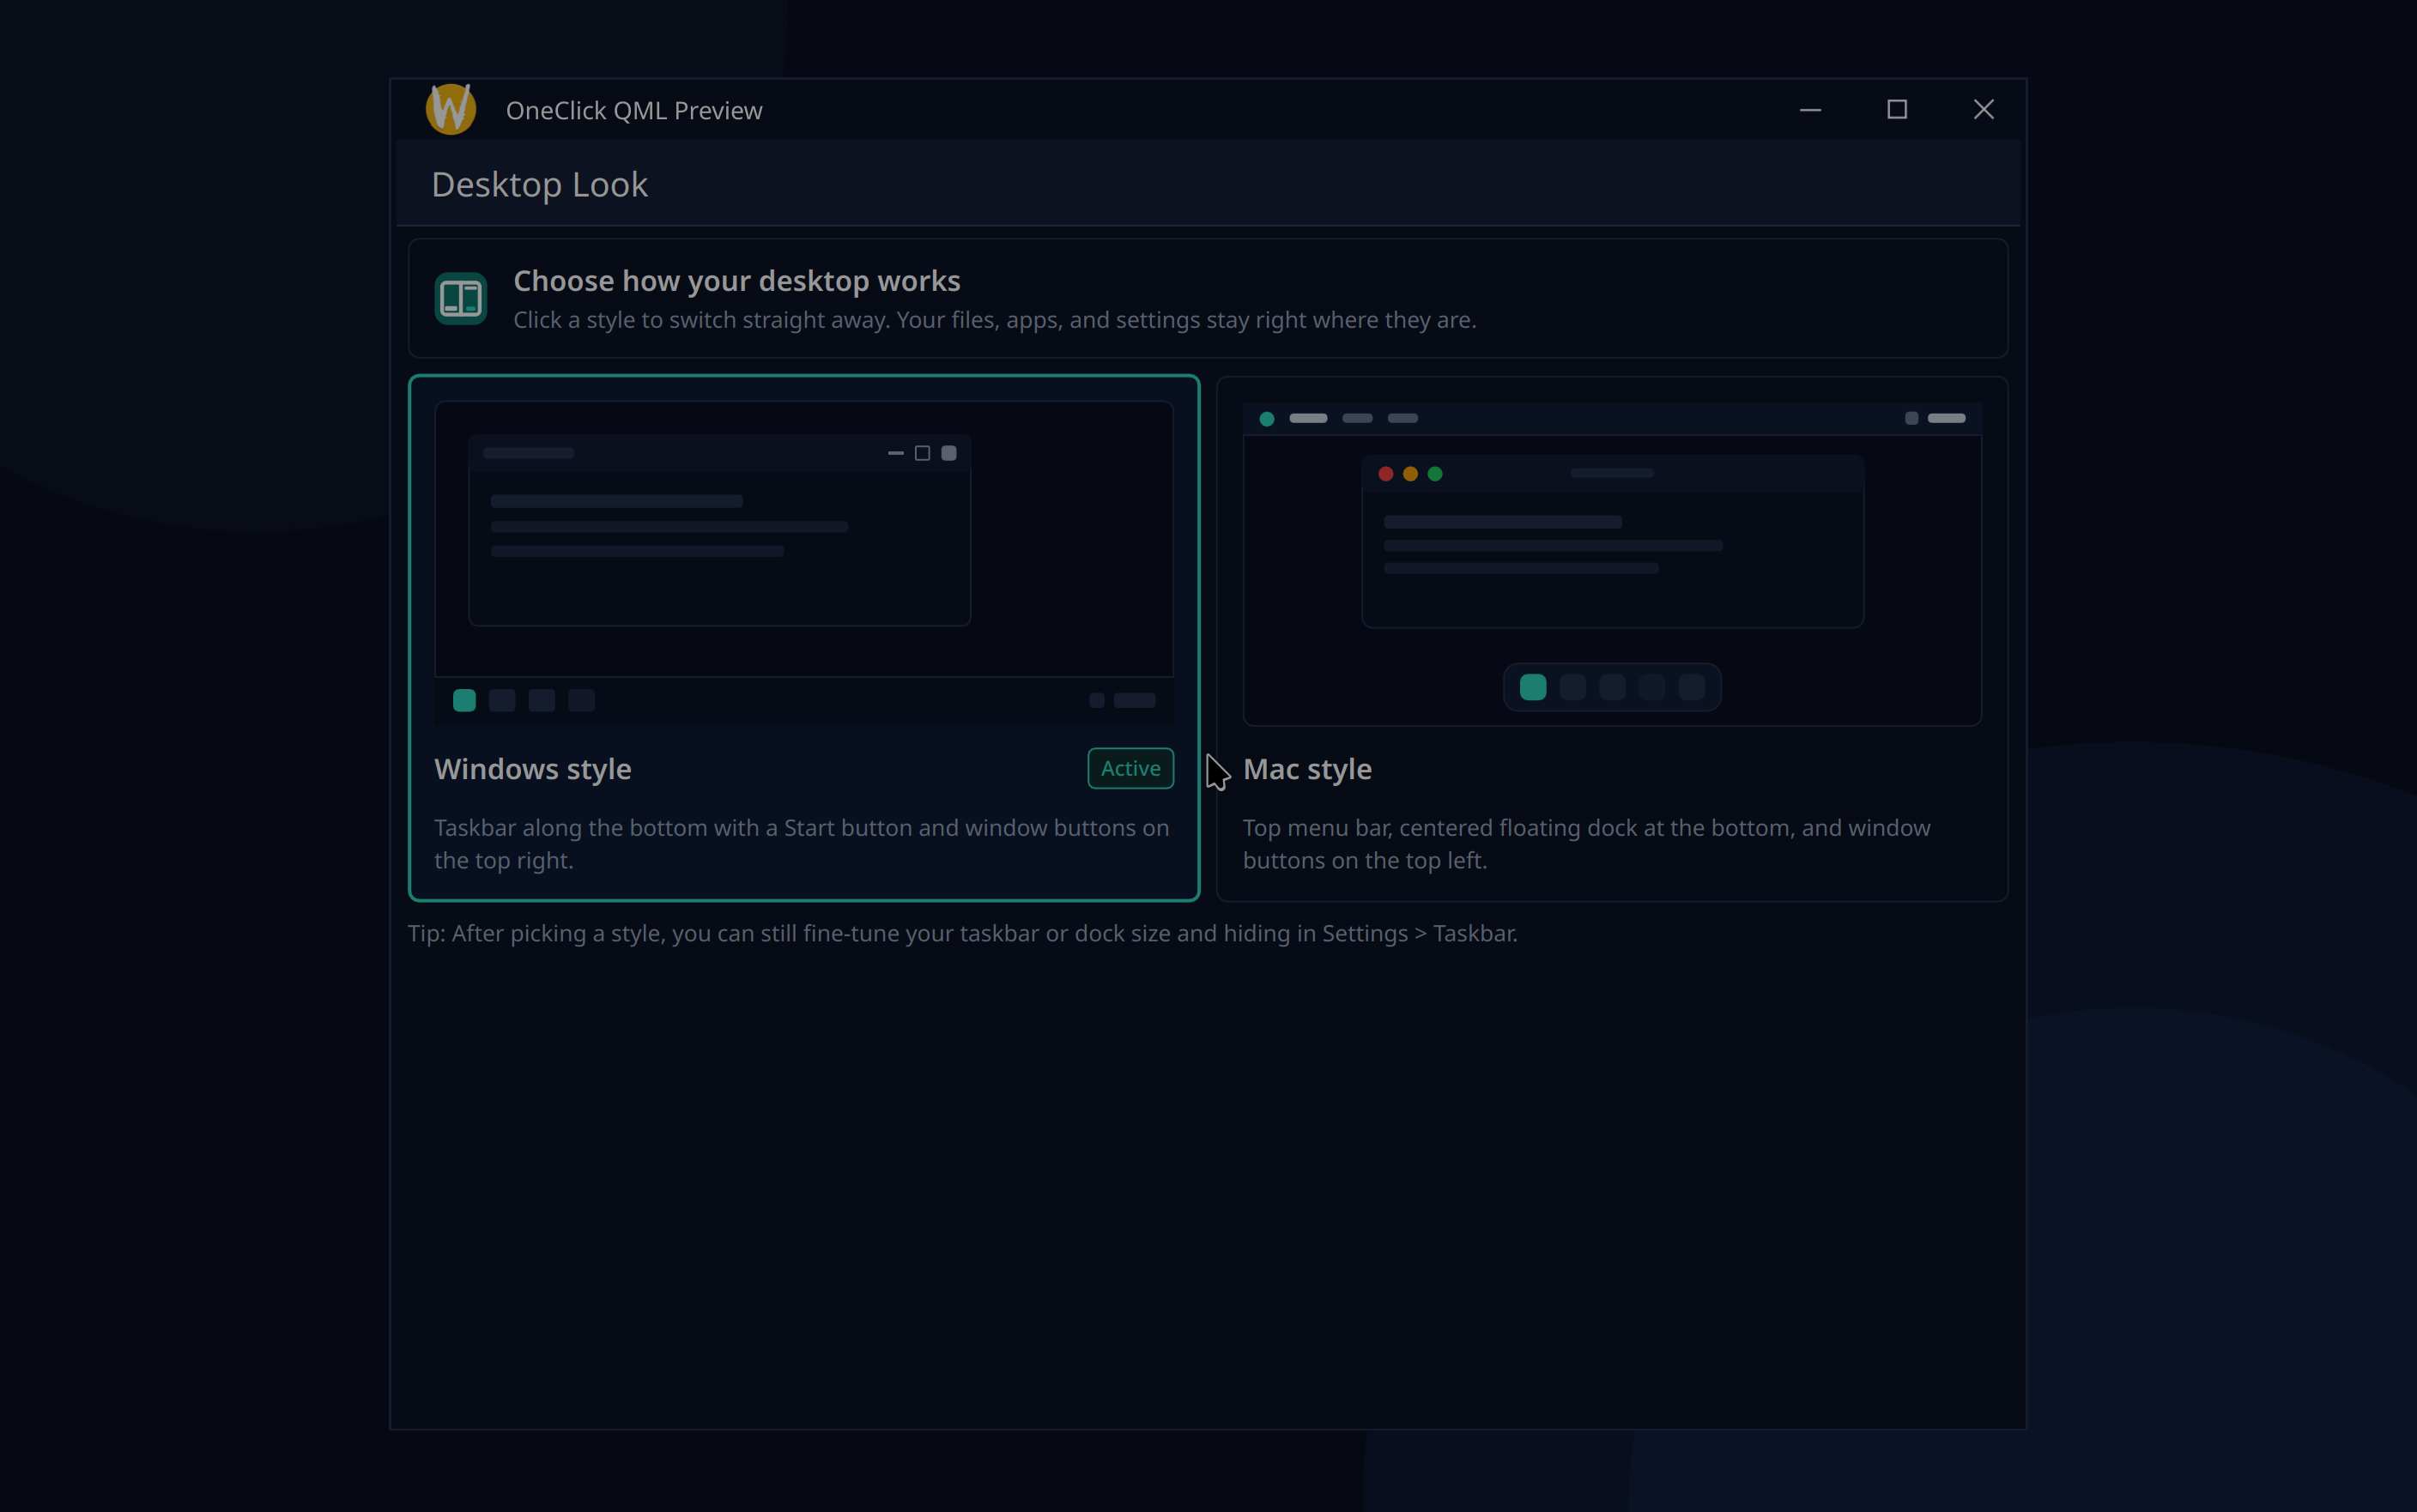 OneClick QML Preview
Desktop Look
Choose how your desktop works
Click a style to switch straight away. Your files, apps, and settings stay right where they are.
Windows style
Active
Taskbar along the bottom with a Start button and window buttons on
the top right.
Mac style
Top menu bar, centered floating dock at the bottom, and window
buttons on the top left.
Tip: After picking a style, you can still fine-tune your taskbar or dock size and hiding in Settings > Taskbar.